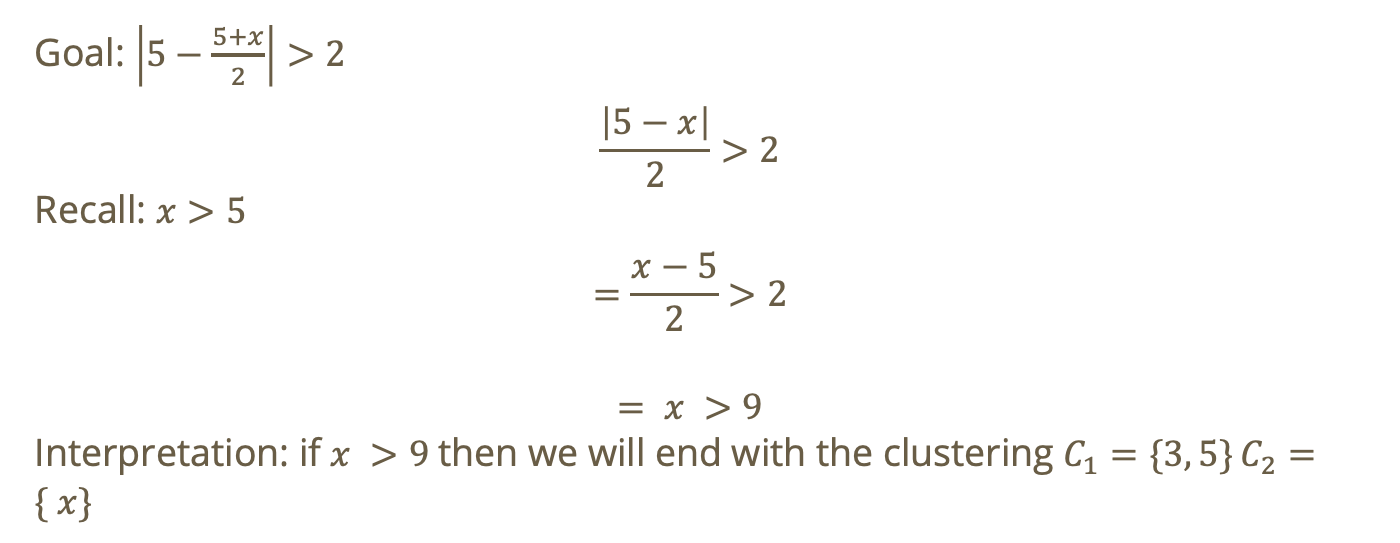 Goal: |5 − (5+x)/2| > 2
|5 − x|/2 > 2
Recall: x > 5
= (x − 5)/2 > 2
= x > 9
Interpretation: if x > 9 then we will end with the clustering C₁ = {3, 5} C₂ =
{ x}